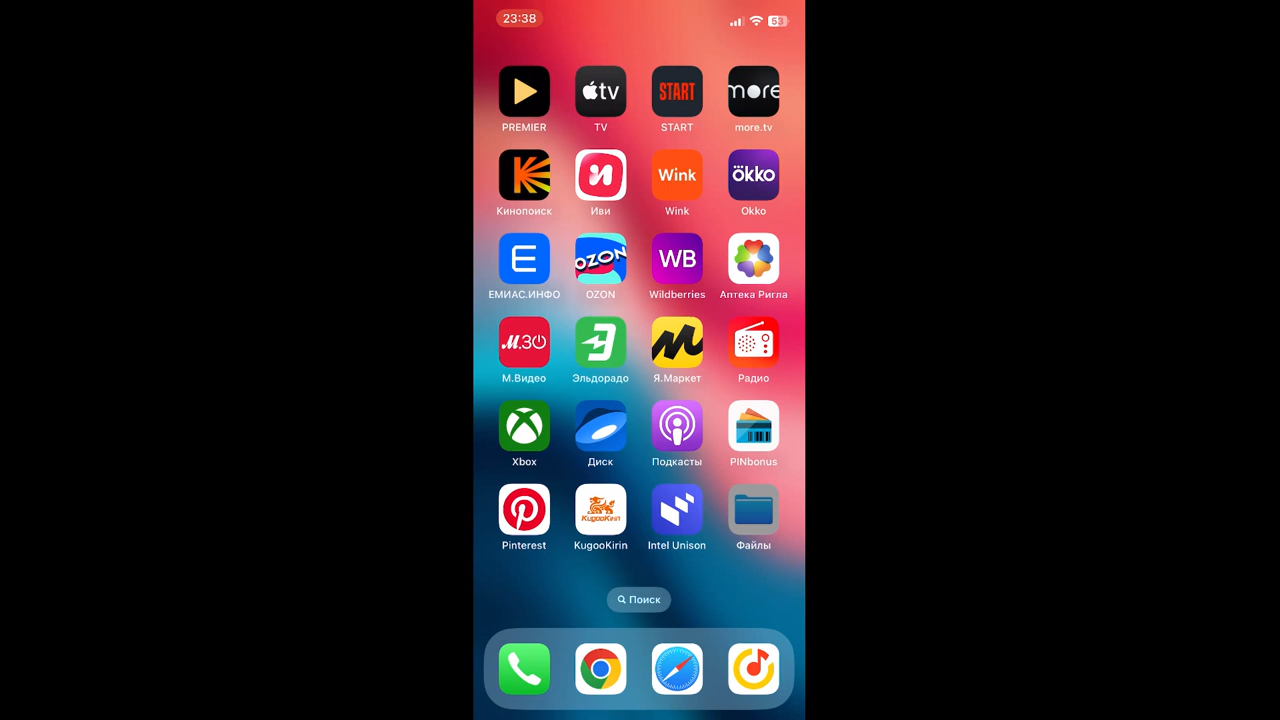 23:38
53
tv
START
more
PREMIER
TV
START
more.tv
Wink
okko
Кинопоиск
Иви
Wink
Okko
OZON
WB
ЕМИАС.ИНФО
OZON
Wildberries
Аптека Ригла
М.
Э
М.Видео
Эльдорадо
Я.Маркет
Радио
Xbox
Диск
Подкасты
PINbonus
KugooKirin
Pinterest
KugooKirin
Intel Unison
Файлы
Поиск